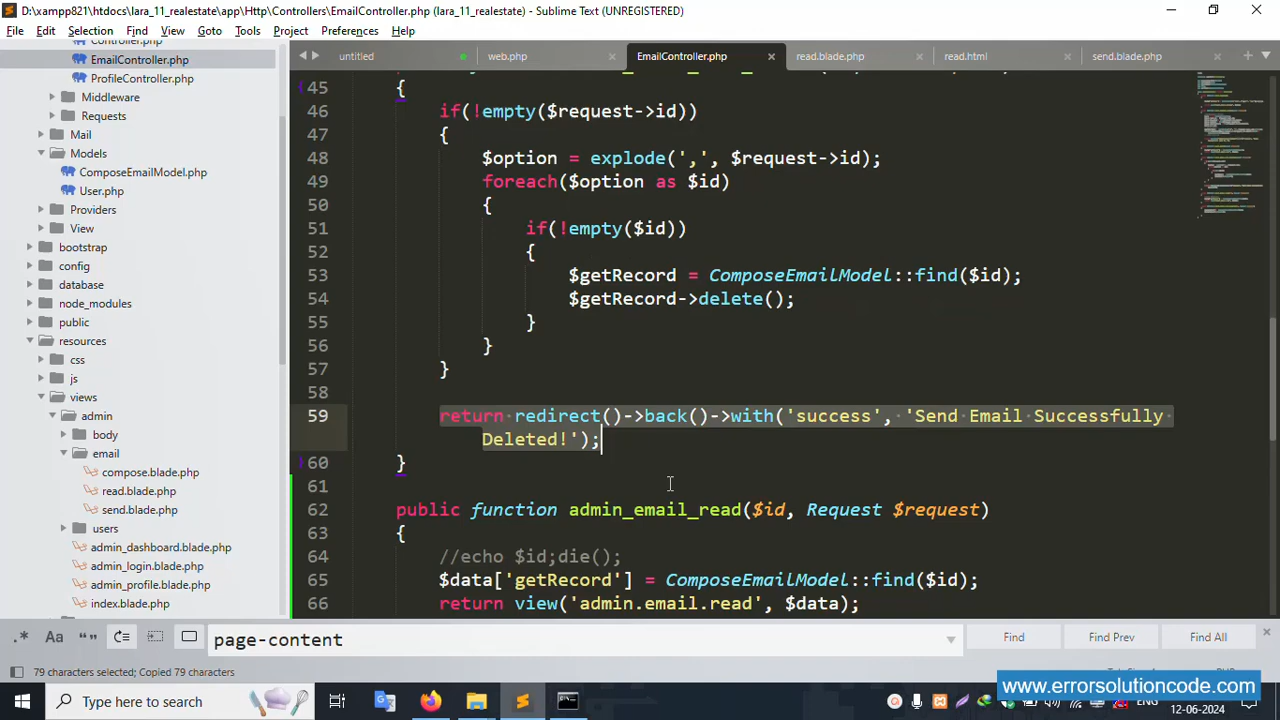 D:\xampp821\htdocs\lara_11_realestate\app\Http\Controllers\EmailController.php (lara_11_realestate) - Sublime Text (UNREGISTERED)
File Edit Selection Find View Goto Tools Project Preferences Help
untitled web.php EmailController.php read.blade.php read.html send.blade.php
EmailController.php
ProfileController.php
Middleware
Requests
Mail
Models
ComposeEmailModel.php
User.php
Providers
View
bootstrap
config
database
node_modules
public
resources
css
js
views
admin
body
email
compose.blade.php
read.blade.php
send.blade.php
users
admin_dashboard.blade.php
admin_login.blade.php
admin_profile.blade.php
index.blade.php
45 {
46 if(!empty($request->id))
47 {
48 $option = explode(',', $request->id);
49 foreach($option as $id)
50 {
51 if(!empty($id))
52 {
53 $getRecord = ComposeEmailModel::find($id);
54 $getRecord->delete();
55 }
56 }
57 }
58
59 return redirect()->back()->with('success', 'Send Email Successfully
Deleted!');
60 }
61
62 public function admin_email_read($id, Request $request)
63 {
64 //echo $id;die();
65 $data['getRecord'] = ComposeEmailModel::find($id);
66 return view('admin.email.read', $data);
.* Aa “” page-content Find Find Prev Find All
79 characters selected; Copied 79 characters
www.errorsolutioncode.com
Type here to search
ENG
12-06-2024